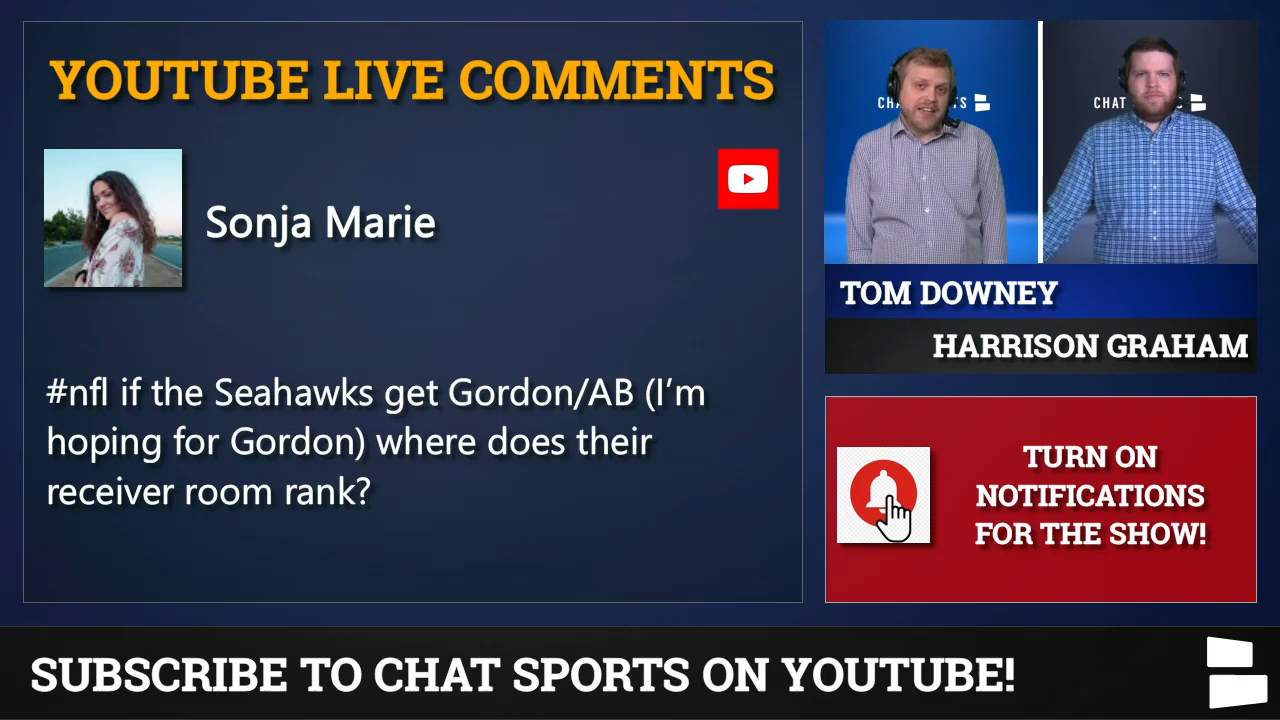 YOUTUBE LIVE COMMENTS
Sonja Marie
#nfl if the Seahawks get Gordon/AB (I’m
hoping for Gordon) where does their
receiver room rank?
CHAT
TOM DOWNEY
HARRISON GRAHAM
TURN ON
NOTIFICATIONS
FOR THE SHOW!
SUBSCRIBE TO CHAT SPORTS ON YOUTUBE!